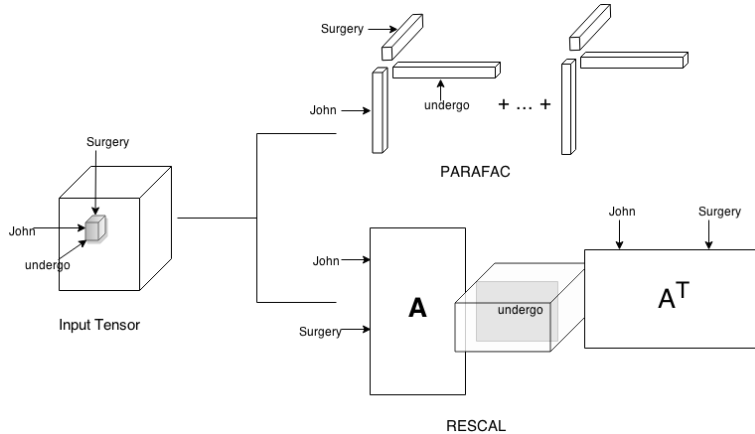 Surgery
John
undergo
+ ... +
PARAFAC
Surgery
John
undergo
Input Tensor
John
Surgery
A
undergo
John
Surgery
A^T
RESCAL